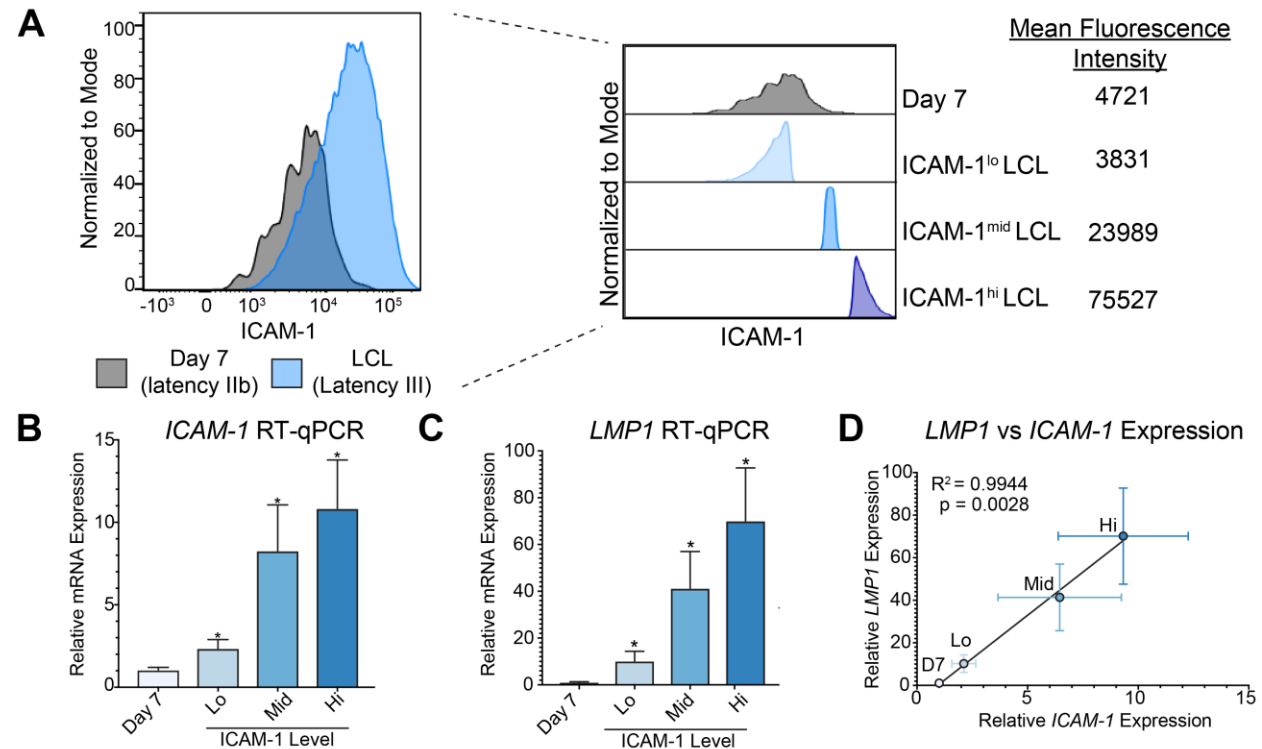 A
100
80
60
40
20
0
Normalized to Mode
-10³ 0 10³ 10⁴ 10⁵
ICAM-1
Day 7
(latency IIb)
LCL
(Latency III)
Normalized to Mode
ICAM-1
Mean Fluorescence
Intensity
Day 7 4721
ICAM-1ˡᵒ LCL 3831
ICAM-1ᵐⁱᵈ LCL 23989
ICAM-1ʰⁱ LCL 75527
B
ICAM-1 RT-qPCR
Relative mRNA Expression
15
10
5
0
* * *
Day 7 Lo Mid Hi
ICAM-1 Level
C
LMP1 RT-qPCR
Relative mRNA Expression
100
80
60
40
20
0
* * *
Day 7 Lo Mid Hi
ICAM-1 Level
D
LMP1 vs ICAM-1 Expression
Relative LMP1 Expression
100
80
60
40
20
0
R² = 0.9944
p = 0.0028
Hi
Mid
Lo
D7
0 5 10 15
Relative ICAM-1 Expression